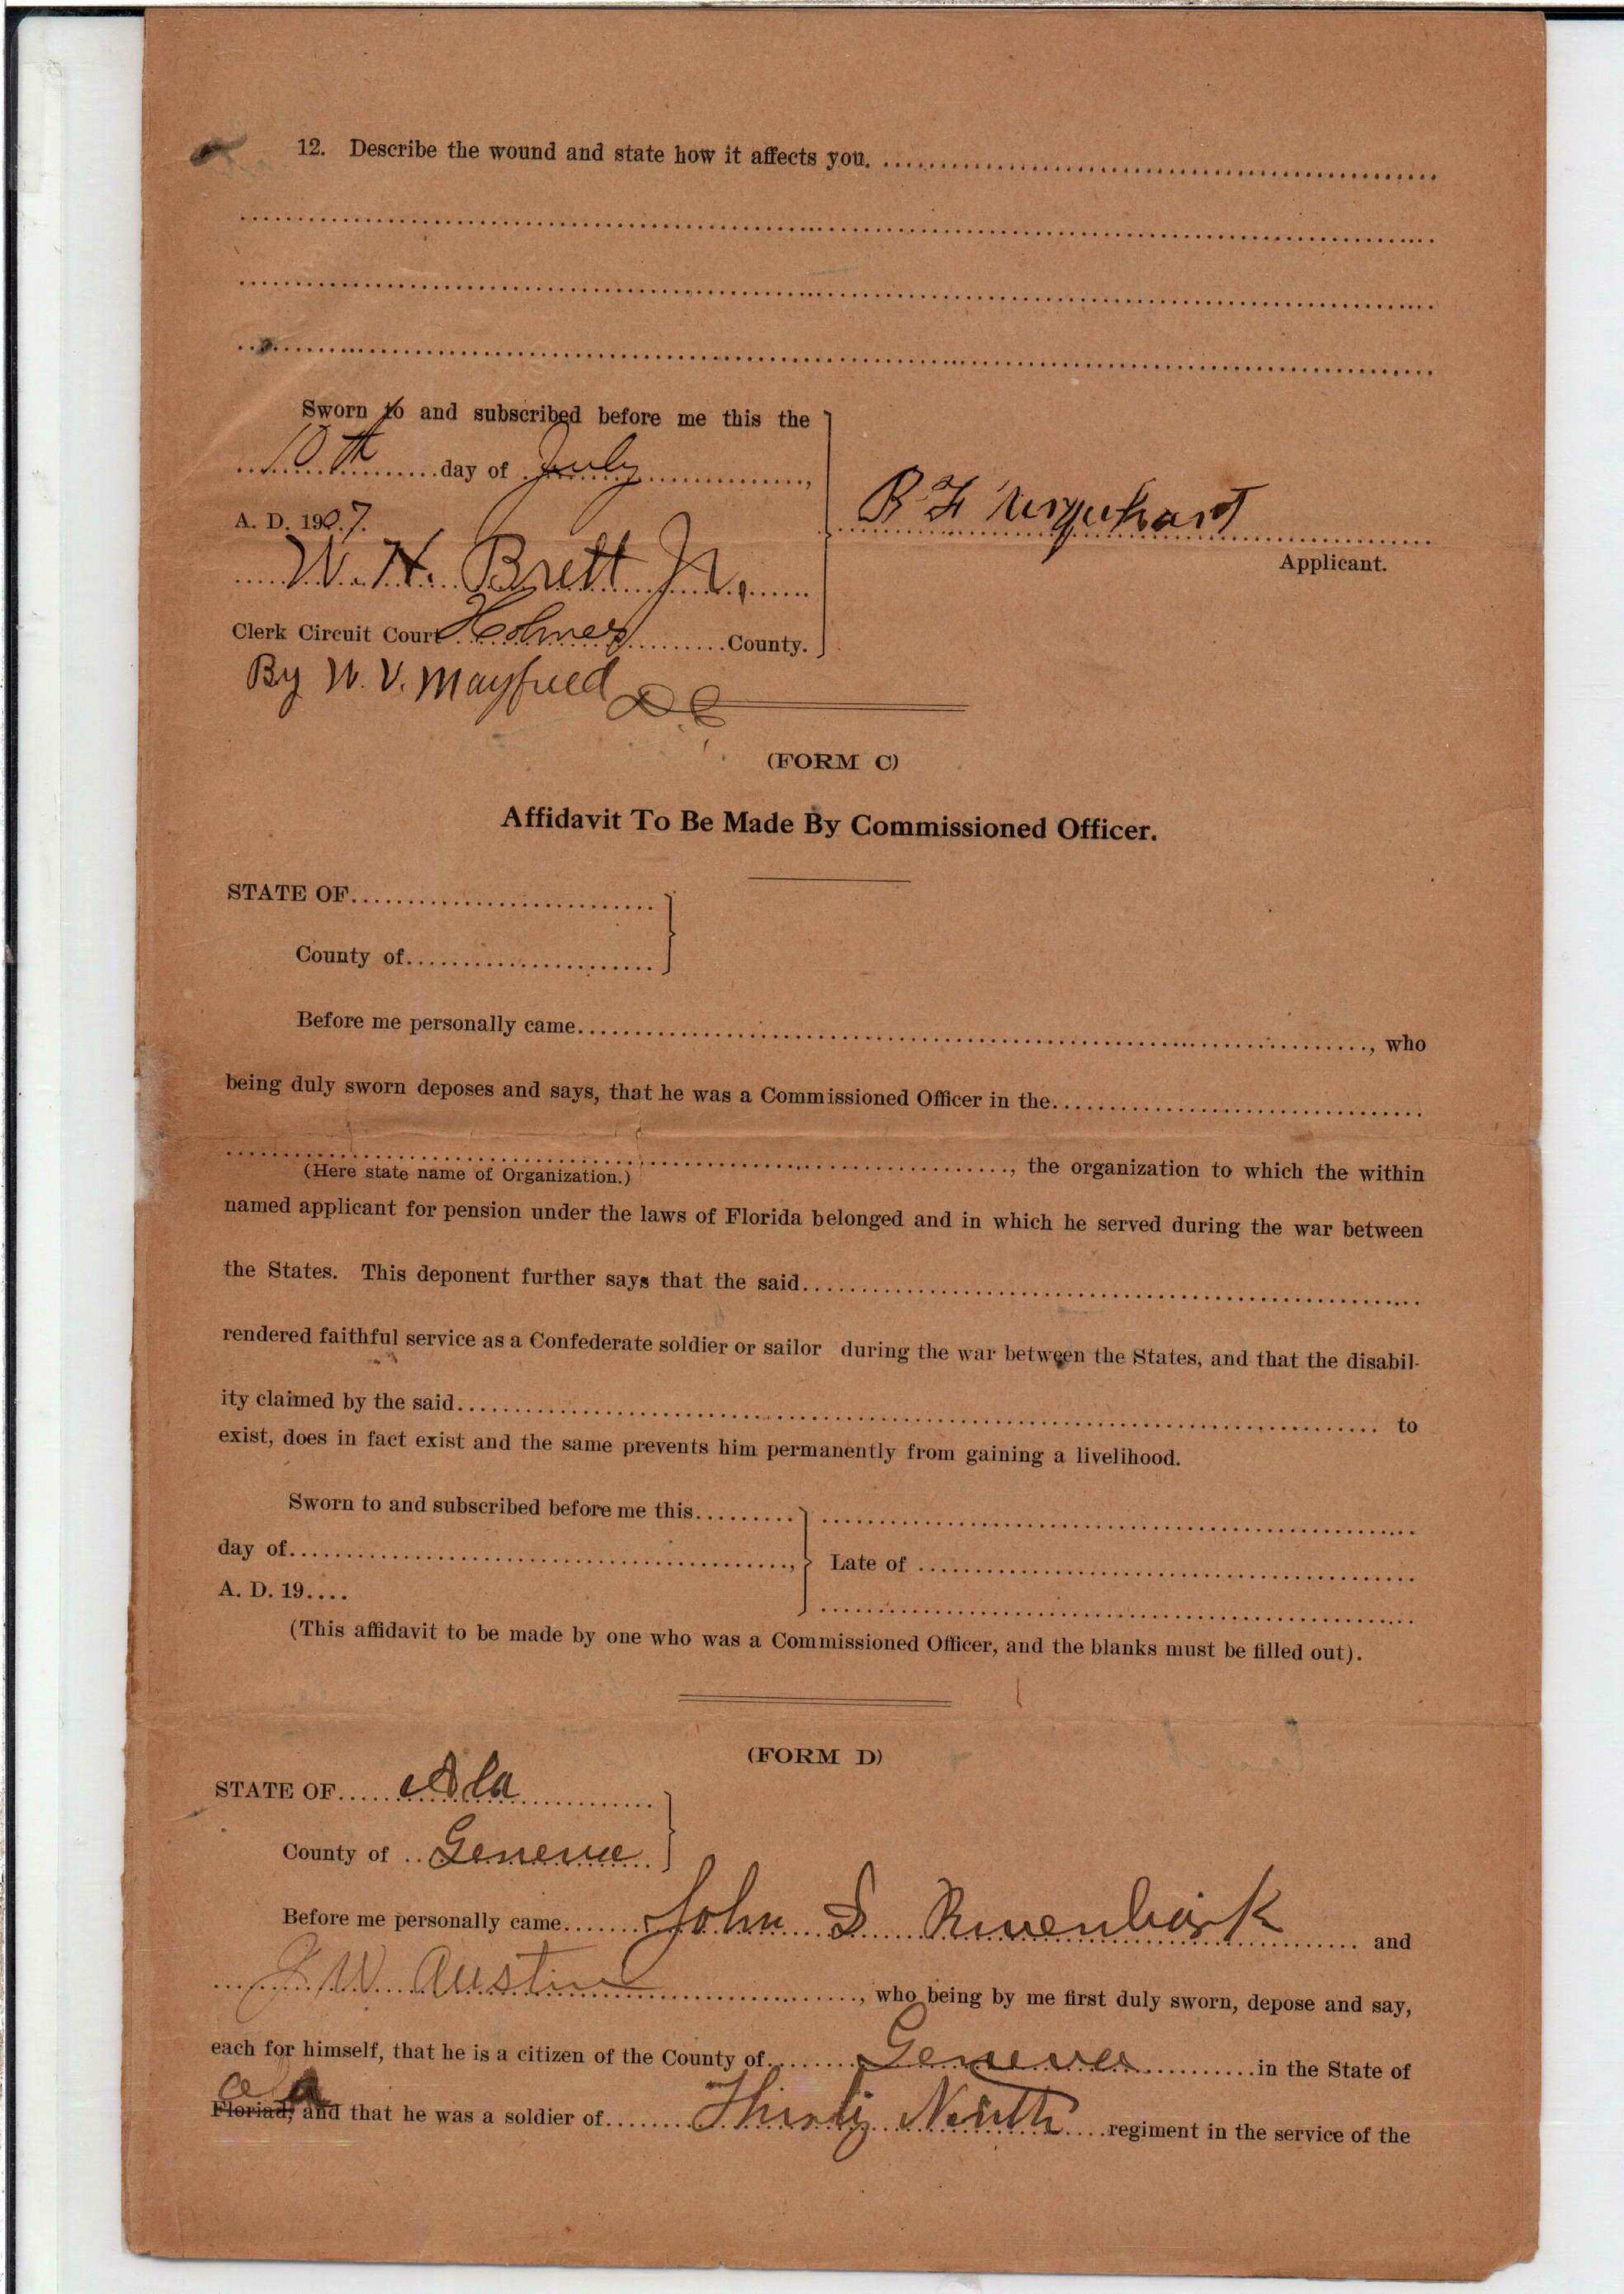 12. Describe the wound and state how it affects you. ........................
........................
........................
........................
Sworn to and subscribed before me this the
10th day of July,
A. D. 1907.
W. H. Brett Jr.
Clerk Circuit Court Holmes County.
By W. V. Mayfield DC
B F Urquhart
Applicant.
(FORM C)
Affidavit To Be Made By Commissioned Officer.
STATE OF........................
County of........................
Before me personally came........................, who
being duly sworn deposes and says, that he was a Commissioned Officer in the........................
........................, the organization to which the within
(Here state name of Organization.)
named applicant for pension under the laws of Florida belonged and in which he served during the war between
the States. This deponent further says that the said........................
rendered faithful service as a Confederate soldier or sailor during the war between the States, and that the disabil-
ity claimed by the said........................ to
exist, does in fact exist and the same prevents him permanently from gaining a livelihood.
Sworn to and subscribed before me this.........
day of........................,
A. D. 19....
........................
Late of ........................
........................
(This affidavit to be made by one who was a Commissioned Officer, and the blanks must be filled out).
(FORM D)
STATE OF Ala
County of Geneva
Before me personally came John S Rivenbark and
W. Austin, who being by me first duly sworn, depose and say,
each for himself, that he is a citizen of the County of Geneva in the State of
Floriad, and that he was a soldier of Thirty Ninth regiment in the service of the